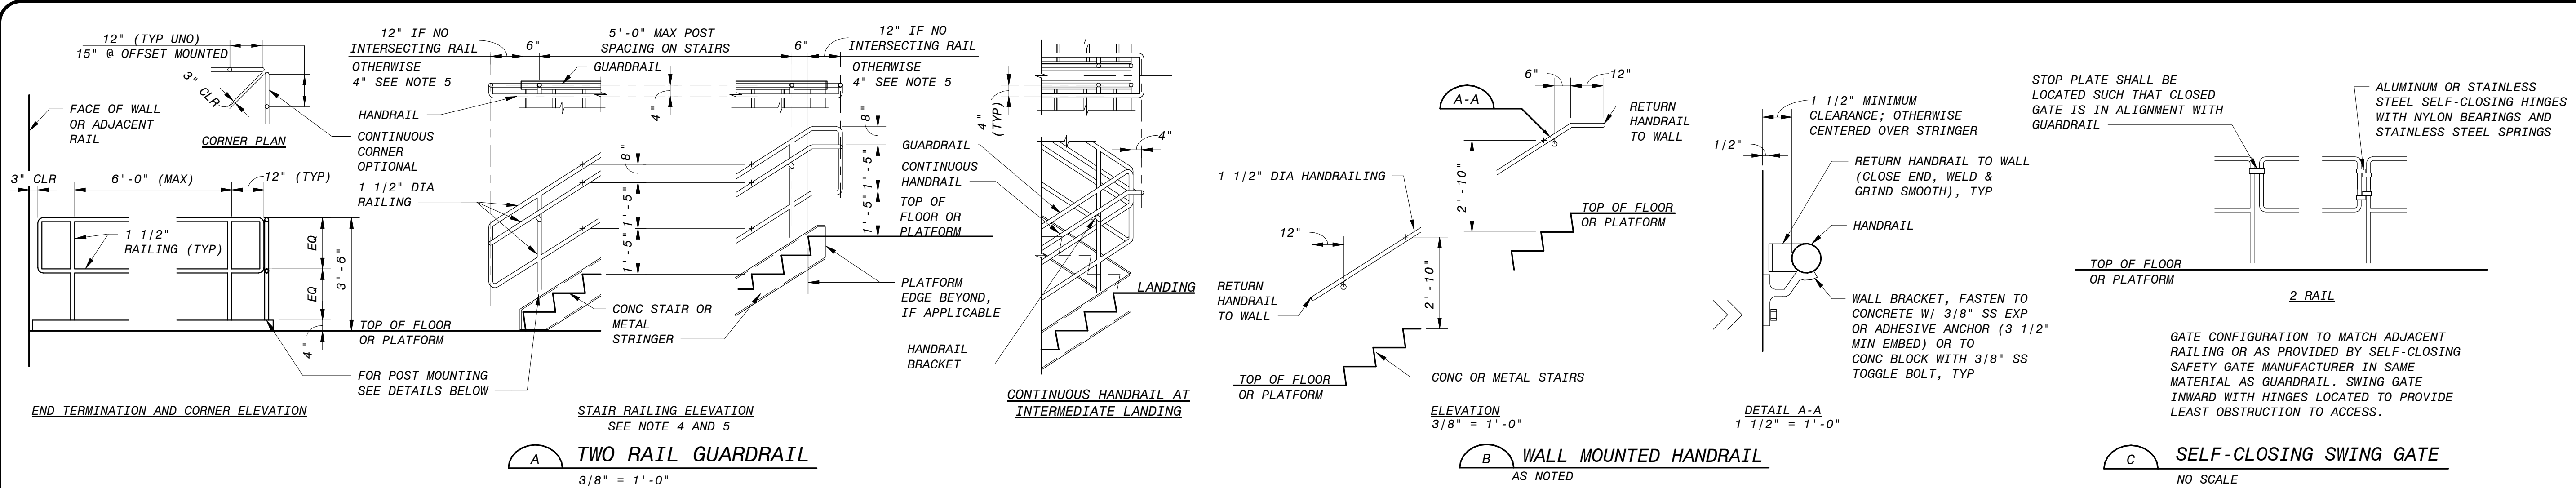 12" (TYP UNO)
15" @ OFFSET MOUNTED
3"
CLR
FACE OF WALL
OR ADJACENT
RAIL
CORNER PLAN
CONTINUOUS
CORNER
OPTIONAL
3" CLR
6'-0" (MAX)
12" (TYP)
1 1/2"
RAILING (TYP)
EQ
EQ
3'-6"
4"
TOP OF FLOOR
OR PLATFORM
FOR POST MOUNTING
SEE DETAILS BELOW
END TERMINATION AND CORNER ELEVATION
12" IF NO
INTERSECTING RAIL
OTHERWISE
4" SEE NOTE 5
6"
5'-0" MAX POST
SPACING ON STAIRS
GUARDRAIL
6"
12" IF NO
INTERSECTING RAIL
OTHERWISE
4" SEE NOTE 5
HANDRAIL
4"
1 1/2" DIA
RAILING
8"
1'-5"
1'-5"
8"
1'-5"
1'-5"
CONC STAIR OR
METAL
STRINGER
PLATFORM
EDGE BEYOND,
IF APPLICABLE
STAIR RAILING ELEVATION
SEE NOTE 4 AND 5
4"
(TYP)
4"
GUARDRAIL
CONTINUOUS
HANDRAIL
TOP OF
FLOOR OR
PLATFORM
LANDING
HANDRAIL
BRACKET
CONTINUOUS HANDRAIL AT
INTERMEDIATE LANDING
A
TWO RAIL GUARDRAIL
3/8" = 1'-0"
A-A
6"
12"
RETURN
HANDRAIL
TO WALL
1 1/2" DIA HANDRAILING
2'-10"
TOP OF FLOOR
OR PLATFORM
12"
RETURN
HANDRAIL
TO WALL
2'-10"
TOP OF FLOOR
OR PLATFORM
CONC OR METAL STAIRS
ELEVATION
3/8" = 1'-0"
1 1/2" MINIMUM
CLEARANCE; OTHERWISE
CENTERED OVER STRINGER
1/2"
RETURN HANDRAIL TO WALL
(CLOSE END, WELD &
GRIND SMOOTH), TYP
HANDRAIL
WALL BRACKET, FASTEN TO
CONCRETE W/ 3/8" SS EXP
OR ADHESIVE ANCHOR (3 1/2"
MIN EMBED) OR TO
CONC BLOCK WITH 3/8" SS
TOGGLE BOLT, TYP
DETAIL A-A
1 1/2" = 1'-0"
B
WALL MOUNTED HANDRAIL
AS NOTED
STOP PLATE SHALL BE
LOCATED SUCH THAT CLOSED
GATE IS IN ALIGNMENT WITH
GUARDRAIL
ALUMINUM OR STAINLESS
STEEL SELF-CLOSING HINGES
WITH NYLON BEARINGS AND
STAINLESS STEEL SPRINGS
TOP OF FLOOR
OR PLATFORM
2 RAIL
GATE CONFIGURATION TO MATCH ADJACENT
RAILING OR AS PROVIDED BY SELF-CLOSING
SAFETY GATE MANUFACTURER IN SAME
MATERIAL AS GUARDRAIL. SWING GATE
INWARD WITH HINGES LOCATED TO PROVIDE
LEAST OBSTRUCTION TO ACCESS.
C
SELF-CLOSING SWING GATE
NO SCALE